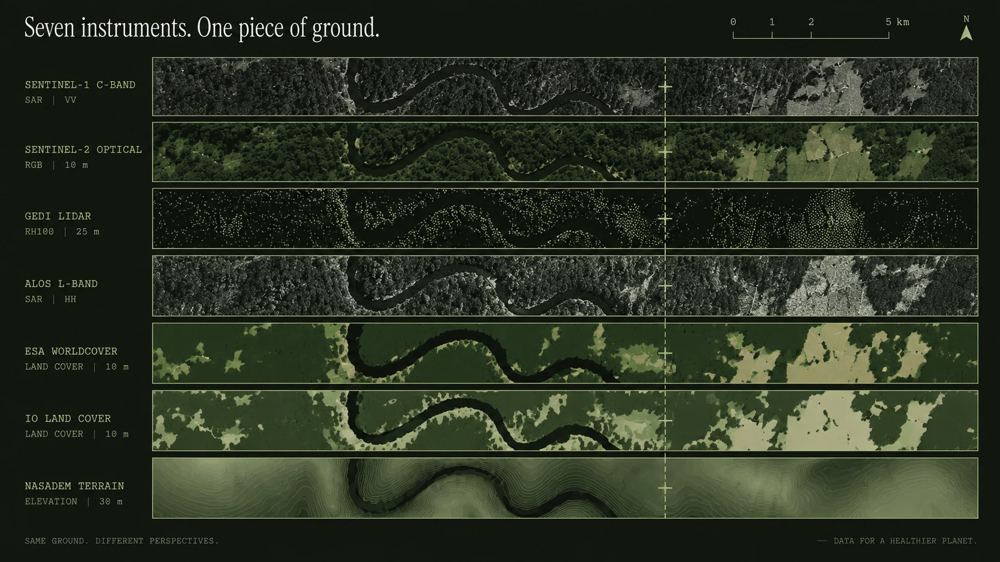 Seven instruments. One piece of ground.
0 1 2 5 km
N
SENTINEL-1 C-BAND
SAR | VV
SENTINEL-2 OPTICAL
RGB | 10 m
GEDI LIDAR
RH100 | 25 m
ALOS L-BAND
SAR | HH
ESA WORLDCOVER
LAND COVER | 10 m
IO LAND COVER
LAND COVER | 10 m
NASADEM TERRAIN
ELEVATION | 30 m
SAME GROUND. DIFFERENT PERSPECTIVES.
— DATA FOR A HEALTHIER PLANET.